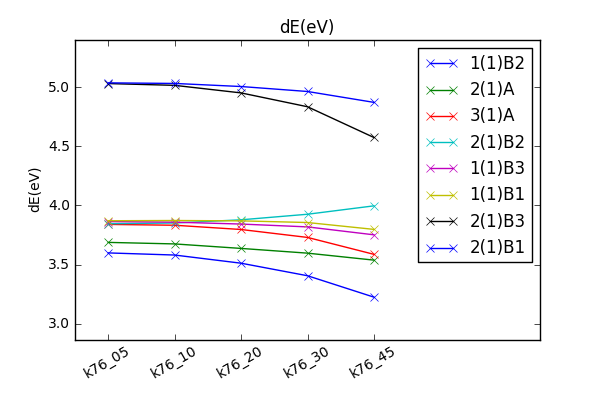 dE(eV)
dE(eV)
5.0
4.5
4.0
3.5
3.0
k76_05
k76_10
k76_20
k76_30
k76_45
1(1)B2
2(1)A
3(1)A
2(1)B2
1(1)B3
1(1)B1
2(1)B3
2(1)B1